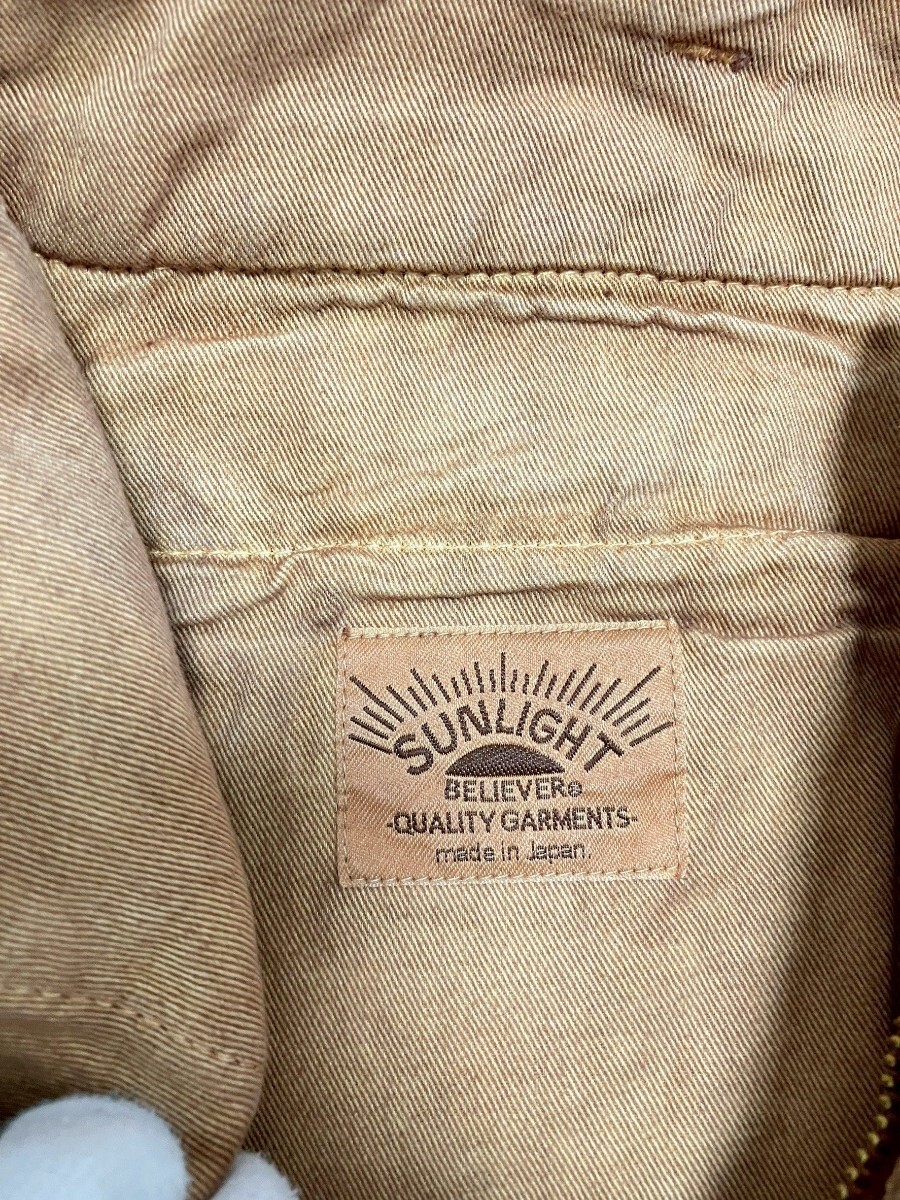 SUNLIGHT
BELIEVER®
-QUALITY GARMENTS-
made in Japan.